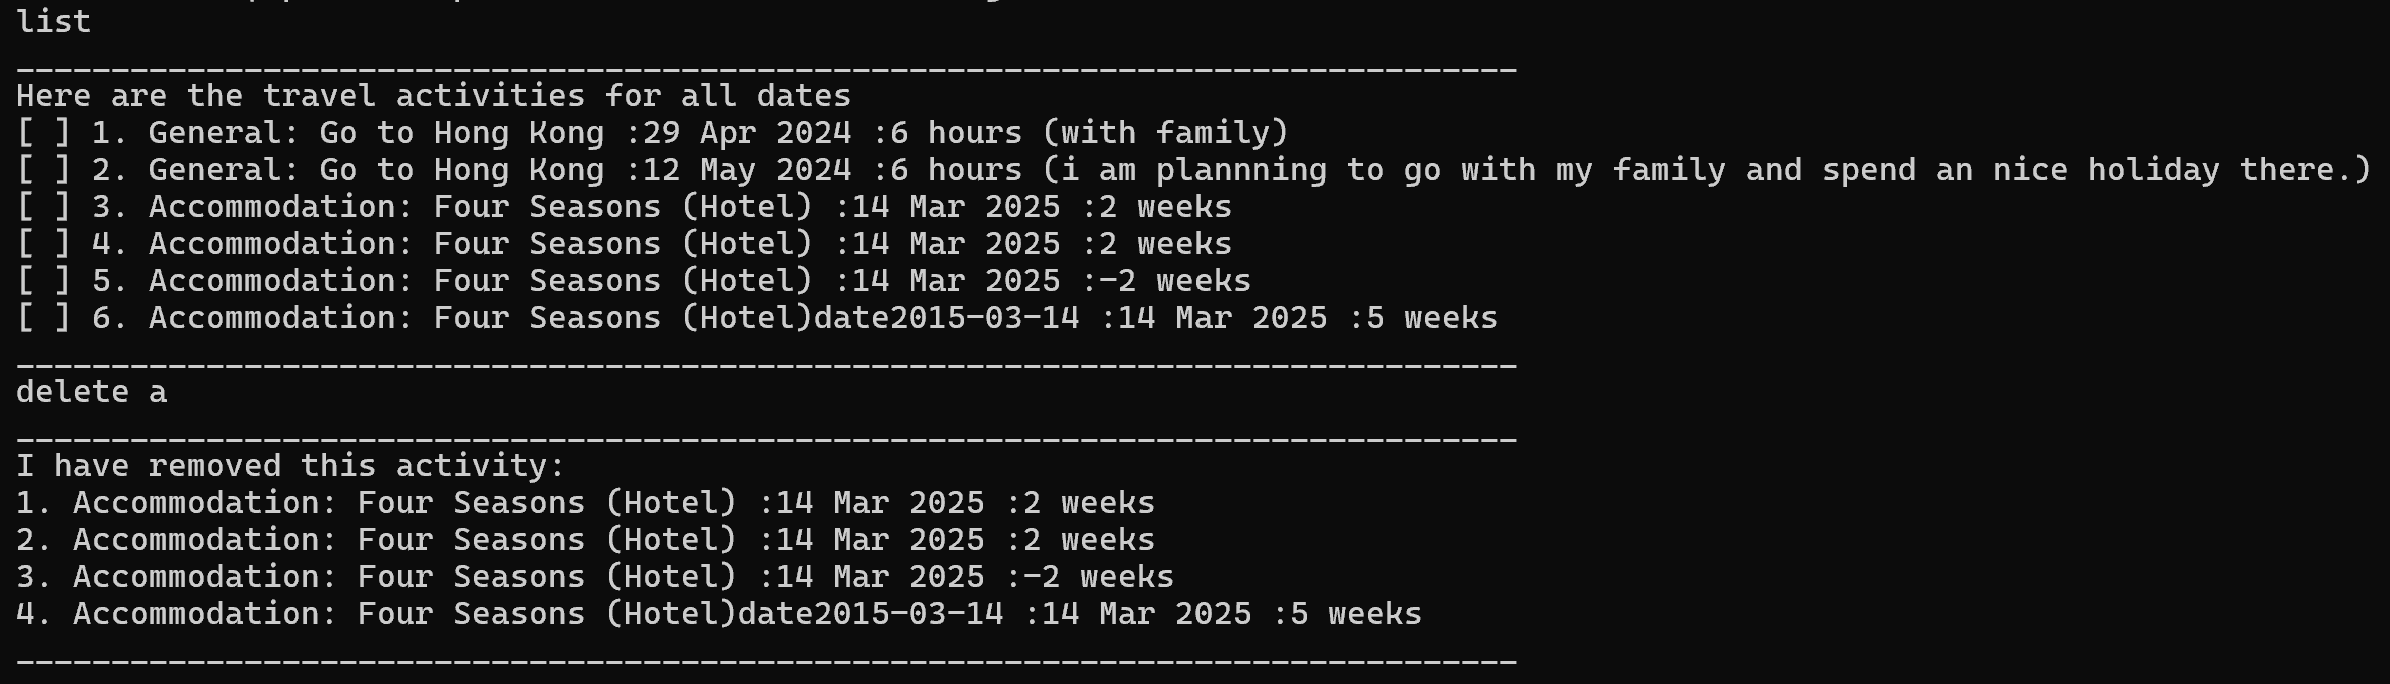 list
_______________________________________________________________________________
Here are the travel activities for all dates
[ ] 1. General: Go to Hong Kong :29 Apr 2024 :6 hours (with family)
[ ] 2. General: Go to Hong Kong :12 May 2024 :6 hours (i am plannning to go with my family and spend an nice holiday there.)
[ ] 3. Accommodation: Four Seasons (Hotel) :14 Mar 2025 :2 weeks
[ ] 4. Accommodation: Four Seasons (Hotel) :14 Mar 2025 :2 weeks
[ ] 5. Accommodation: Four Seasons (Hotel) :14 Mar 2025 :-2 weeks
[ ] 6. Accommodation: Four Seasons (Hotel)date2015-03-14 :14 Mar 2025 :5 weeks
_______________________________________________________________________________
delete a
_______________________________________________________________________________
I have removed this activity:
1. Accommodation: Four Seasons (Hotel) :14 Mar 2025 :2 weeks
2. Accommodation: Four Seasons (Hotel) :14 Mar 2025 :2 weeks
3. Accommodation: Four Seasons (Hotel) :14 Mar 2025 :-2 weeks
4. Accommodation: Four Seasons (Hotel)date2015-03-14 :14 Mar 2025 :5 weeks
_______________________________________________________________________________